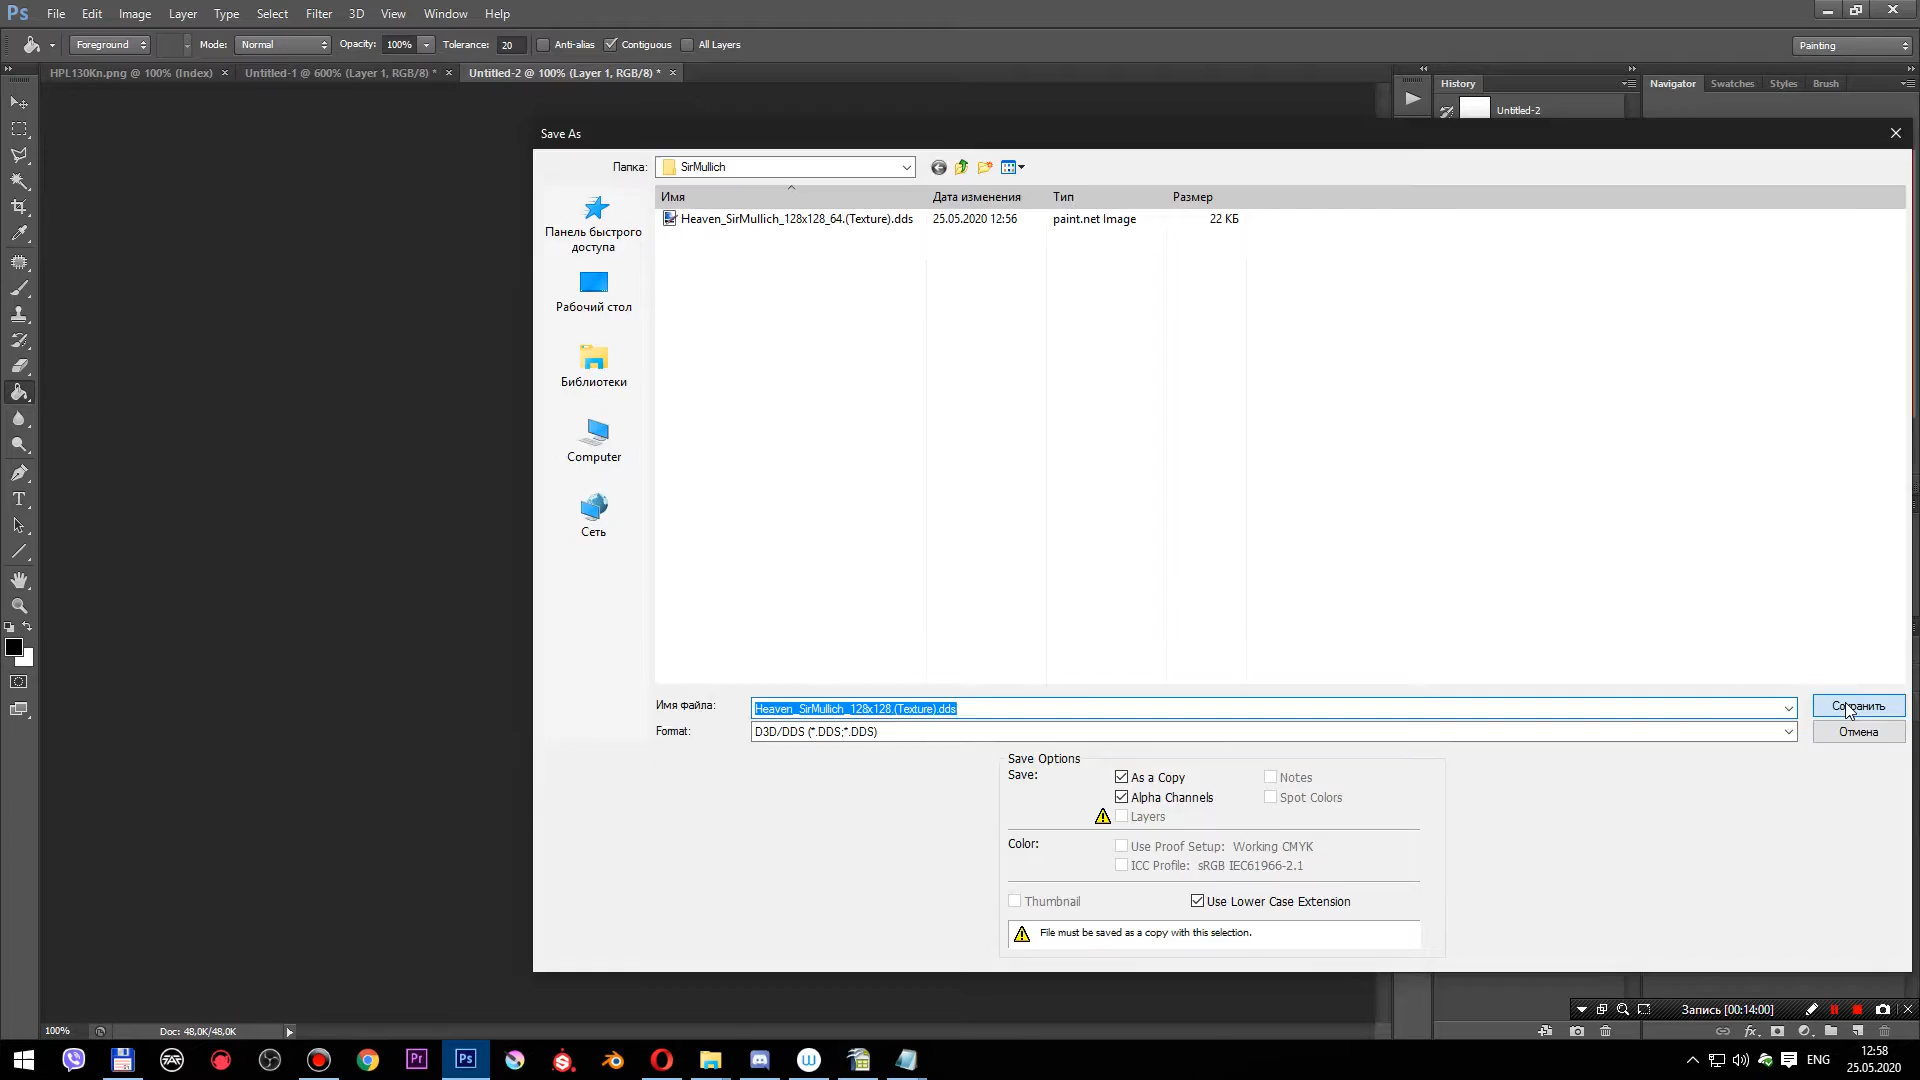 Ps File Edit Image Layer Type Select Filter 3D View Window Help
Foreground Mode: Normal Opacity: 100% Tolerance: 20 Anti-alias Contiguous All Layers Painting
HPL130Kn.png @ 100% (Index) × Untitled-1 @ 600% (Layer 1, RGB/8) * × Untitled-2 @ 100% (Layer 1, RGB/8) * ×
History Navigator Swatches Styles Brush
Untitled-2
Save As
Папка: SirMullich
Имя Дата изменения Тип Размер
Heaven_SirMullich_128x128_64.(Texture).dds 25.05.2020 12:56 paint.net Image 22 КБ
Панель быстрого
доступа
Рабочий стол
Библиотеки
Computer
Сеть
Имя файла: Heaven_SirMullich_128x128.(Texture).dds Сохранить
Format: D3D/DDS (*.DDS;*.DDS) Отмена
Save Options
Save: As a Copy Notes
Alpha Channels Spot Colors
Layers
Color: Use Proof Setup: Working CMYK
ICC Profile: sRGB IEC61966-2.1
Thumbnail Use Lower Case Extension
File must be saved as a copy with this selection.
Запись [00:14:00]
100% Doc: 48,0K/48,0K
ENG
12:58
25.05.2020